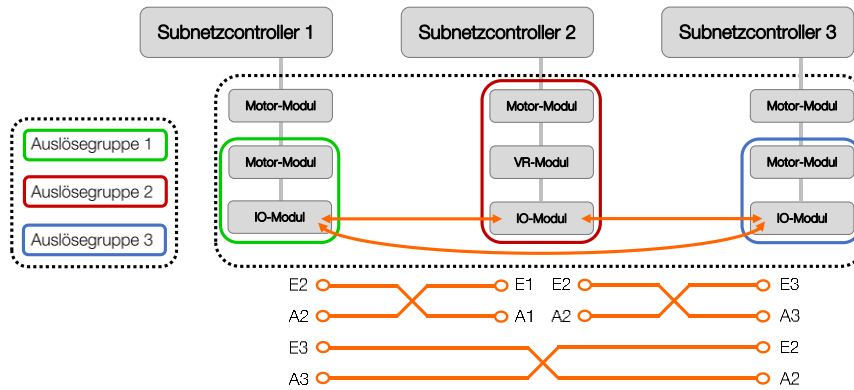 Subnetzcontroller 1 Subnetzcontroller 2 Subnetzcontroller 3
Motor-Modul Motor-Modul Motor-Modul
Auslösegruppe 1 Motor-Modul VR-Modul Motor-Modul
Auslösegruppe 2
Auslösegruppe 3 IO-Modul IO-Modul IO-Modul
E2 E1 E2 E3
A2 A1 A2 A3
E3 E2
A3 A2